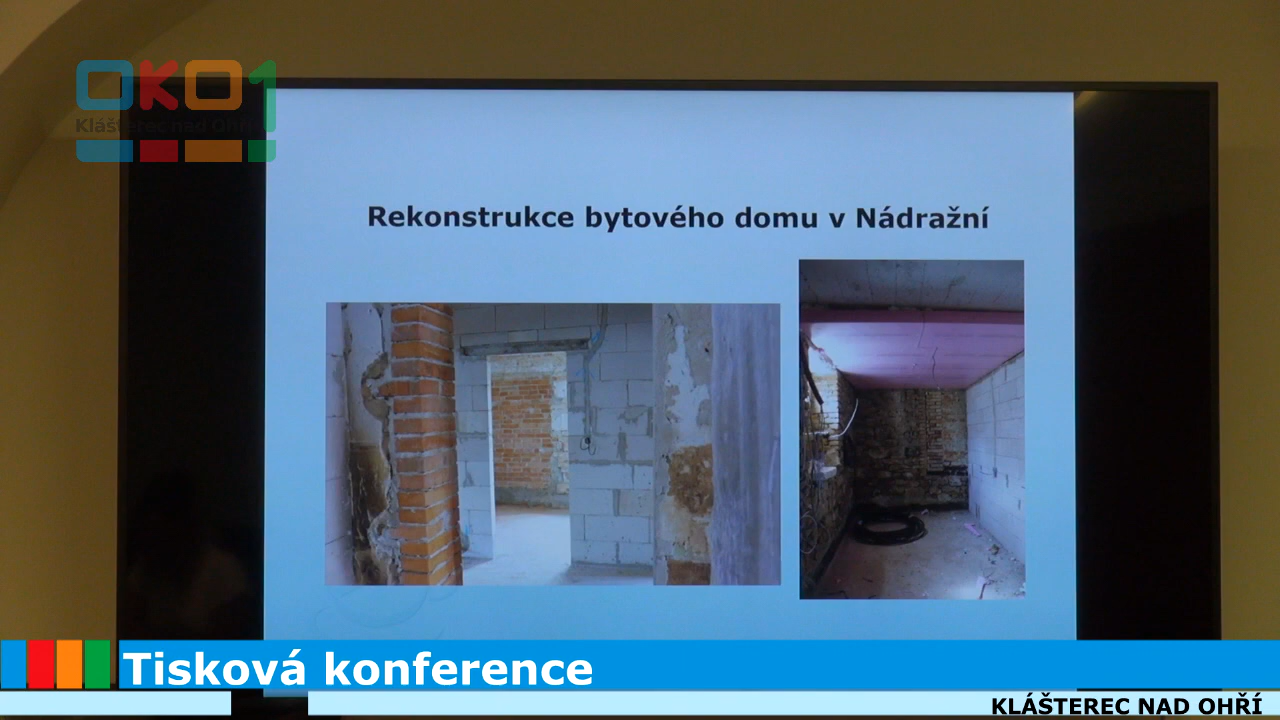 OKO1
Klášterec nad Ohří
Rekonstrukce bytového domu v Nádražní
Tisková konference
KLÁŠTEREC NAD OHŘÍ